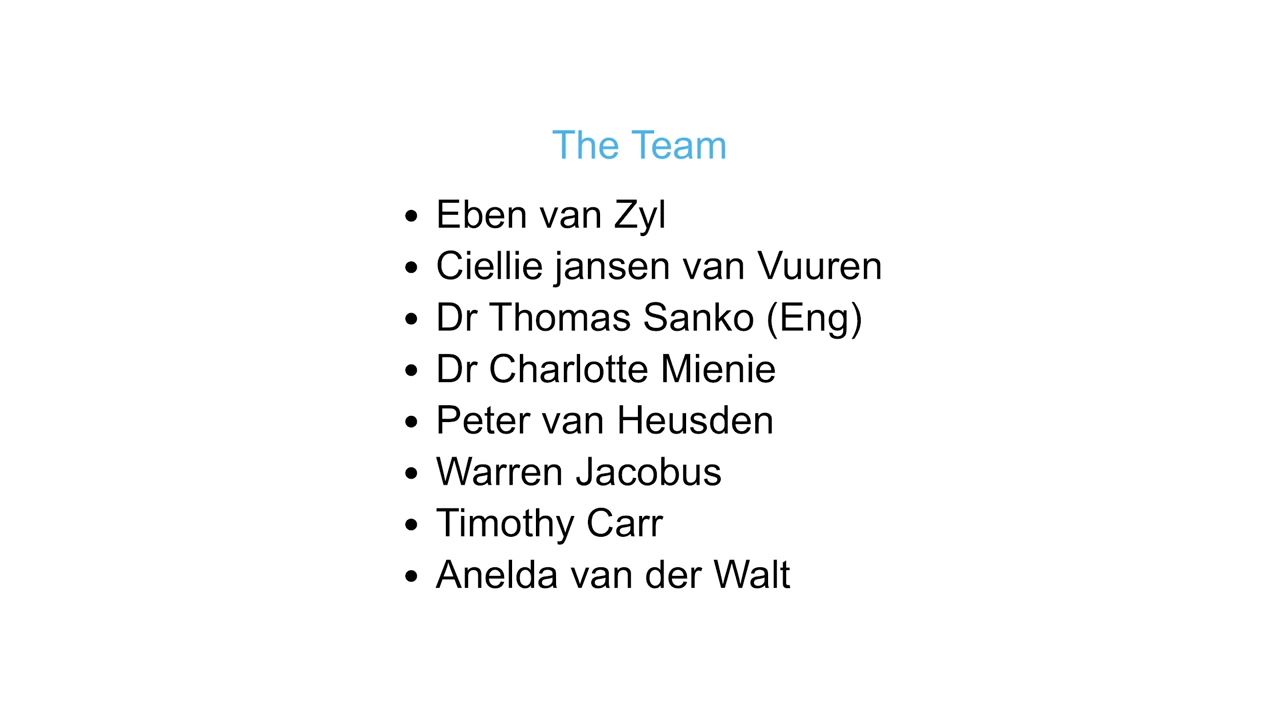 The Team
• Eben van Zyl
• Ciellie jansen van Vuuren
• Dr Thomas Sanko (Eng)
• Dr Charlotte Mienie
• Peter van Heusden
• Warren Jacobus
• Timothy Carr
• Anelda van der Walt